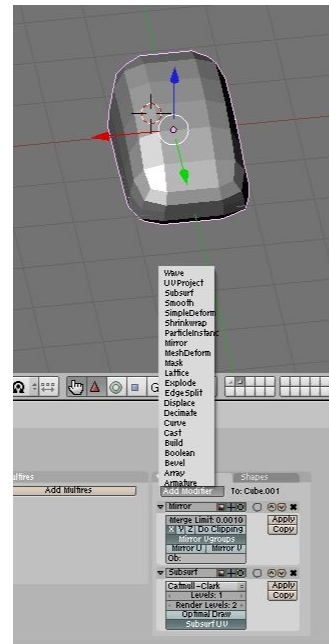 Wave
UVProject
Subsurf
Smooth
SimpleDeform
Shrinkwrap
ParticleInstanc
Mirror
MeshDeform
Mask
Lattice
Explode
EdgeSplit
Displace
Decimate
Curve
Cast
Build
Boolean
Bevel
Array
Armature
G
ultires
Shapes
Add Multires
Add Modifier To: Cube.001
Mirror
Merge Limit: 0.0010 Apply
X Y Z Do Clipping Copy
Mirror Vgroups
Mirror U Mirror V
Ob:
Subsurf
Catmull-Clark Apply
Levels: 1 Copy
Render Levels: 2
Optimal Draw
Subsurf UV